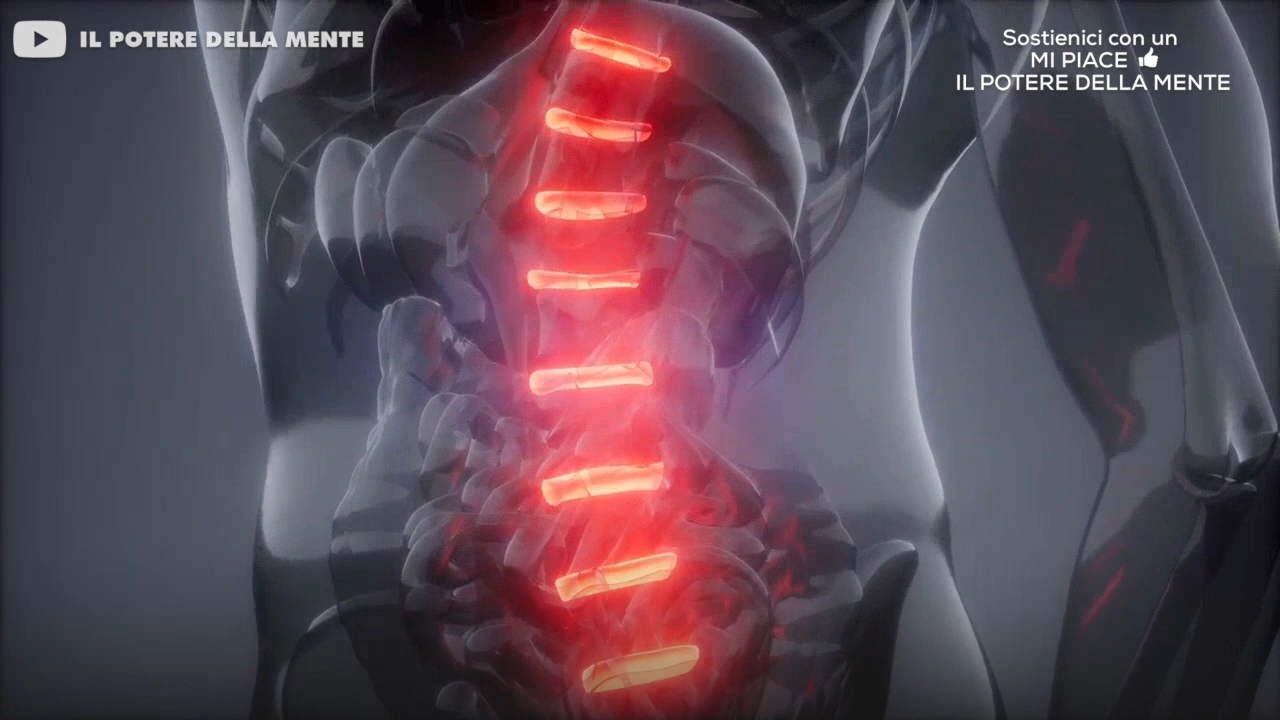 IL POTERE DELLA MENTE
Sostienici con un
MI PIACE
IL POTERE DELLA MENTE